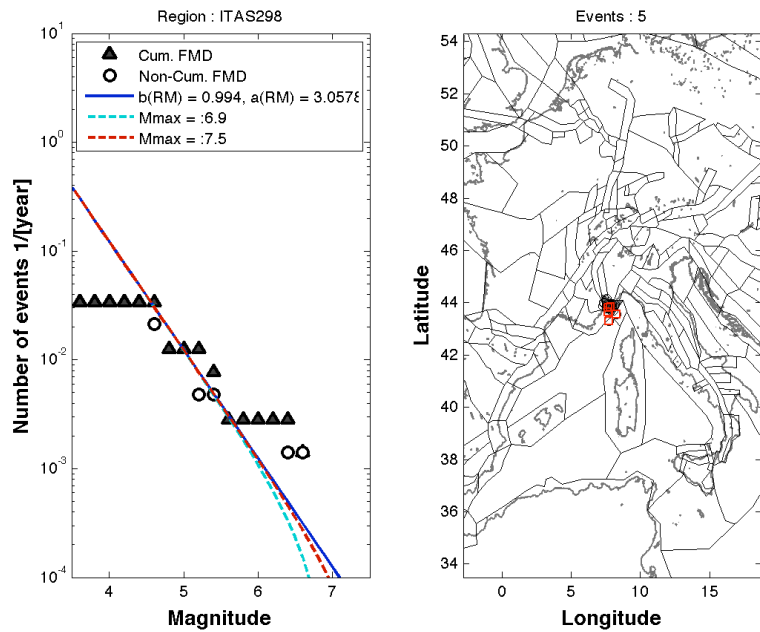 Region : ITAS298
Events : 5
Cum. FMD
Non-Cum. FMD
b(RM) = 0.994, a(RM) = 3.0578
Mmax = :6.9
Mmax = :7.5
10^1
10^0
10^-1
10^-2
10^-3
10^-4
Number of events 1/[year]
4 5 6 7
Magnitude
54
52
50
48
46
44
42
40
38
36
34
Latitude
0 5 10 15
Longitude